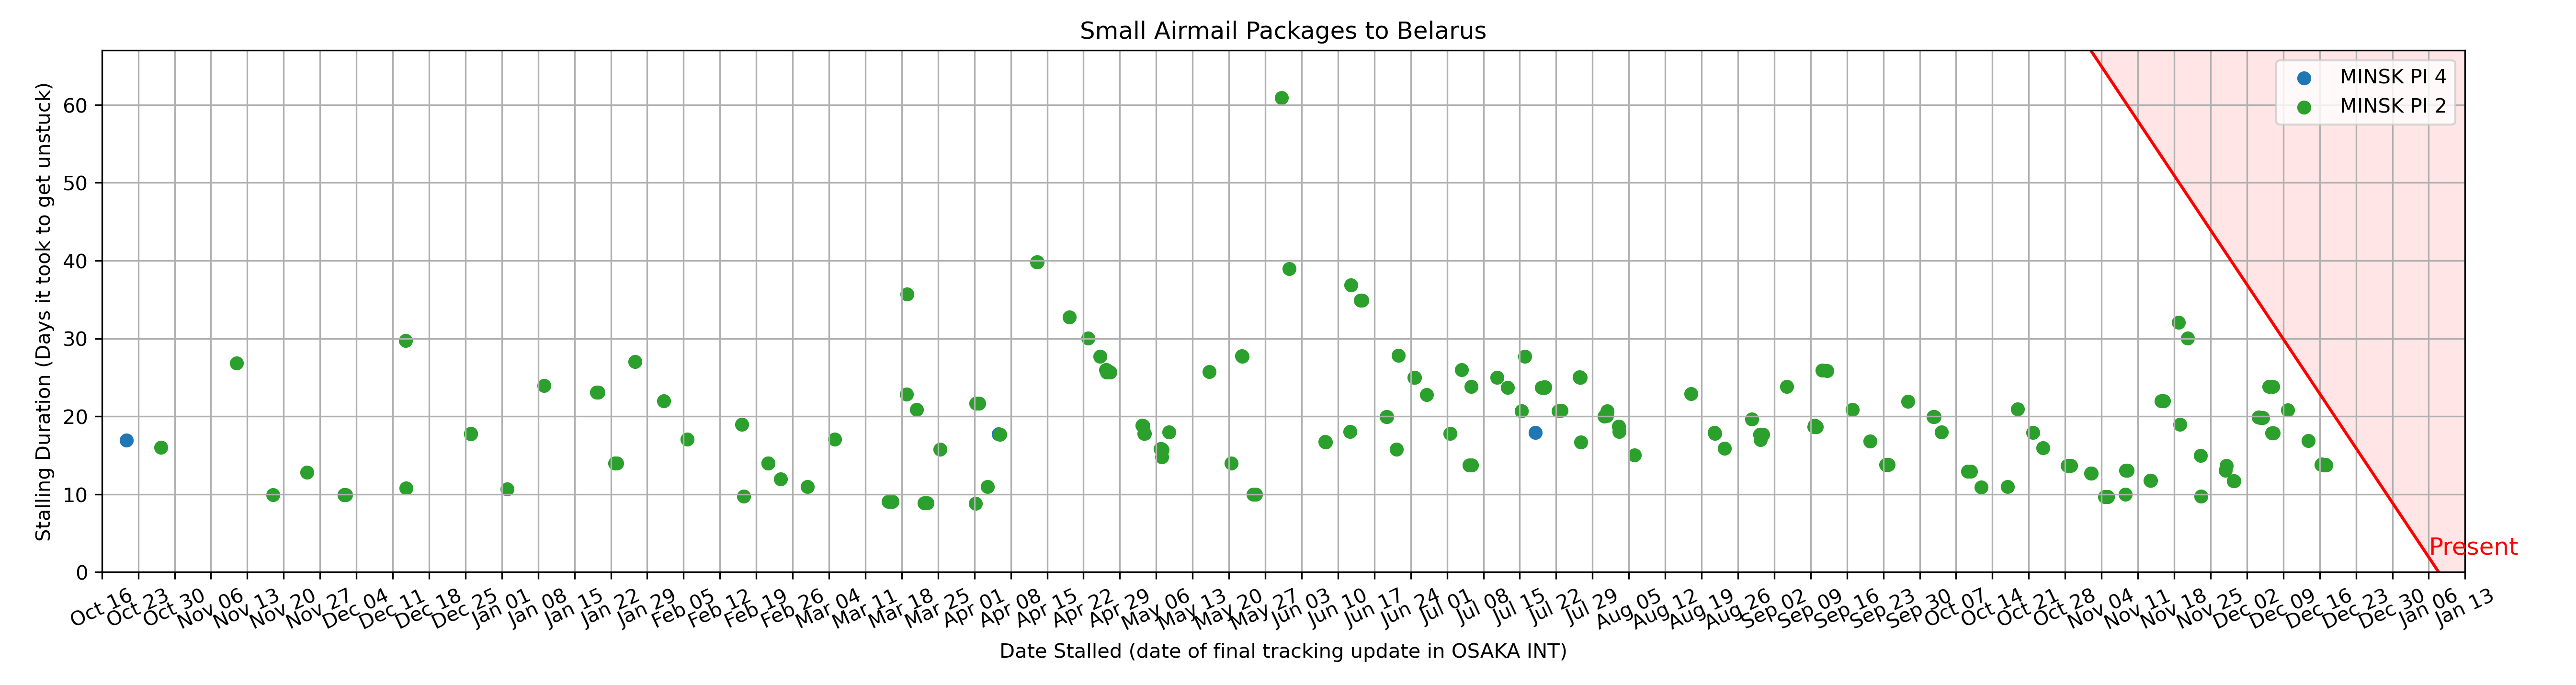 Small Airmail Packages to Belarus
MINSK PI 4
MINSK PI 2
Stalling Duration (Days it took to get unstuck)
60
50
40
30
20
10
0
Present
Oct 16 Oct 23 Oct 30 Nov 06 Nov 13 Nov 20 Nov 27 Dec 04 Dec 11 Dec 18 Dec 25 Jan 01 Jan 08 Jan 15 Jan 22 Jan 29 Feb 05 Feb 12 Feb 19 Feb 26 Mar 04 Mar 11 Mar 18 Mar 25 Apr 01 Apr 08 Apr 15 Apr 22 Apr 29 May 06 May 13 May 20 May 27 Jun 03 Jun 10 Jun 17 Jun 24 Jul 01 Jul 08 Jul 15 Jul 22 Jul 29 Aug 05 Aug 12 Aug 19 Aug 26 Sep 02 Sep 09 Sep 16 Sep 23 Sep 30 Oct 07 Oct 14 Oct 21 Oct 28 Nov 04 Nov 11 Nov 18 Nov 25 Dec 02 Dec 09 Dec 16 Dec 23 Dec 30 Jan 06 Jan 13
Date Stalled (date of final tracking update in OSAKA INT)